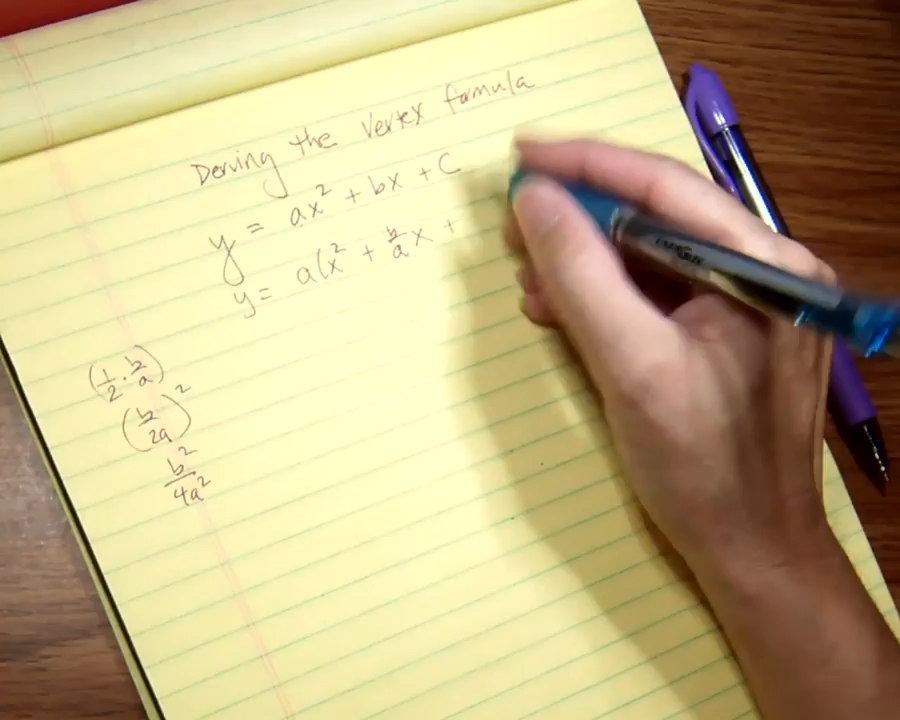 Deriving the vertex formula
y = ax² + bx + C
y = a(x² + b/a x +
(1/2 · b/a)
(b/2a)²
b²/4a²